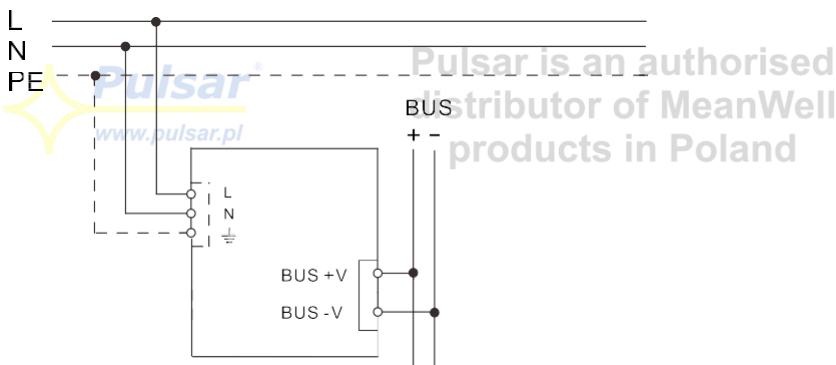 L
N
PE
Pulsar®
www.pulsar.pl
Pulsar is an authorised
distributor of MeanWell
products in Poland
BUS
+ −
L
N
BUS +V
BUS -V